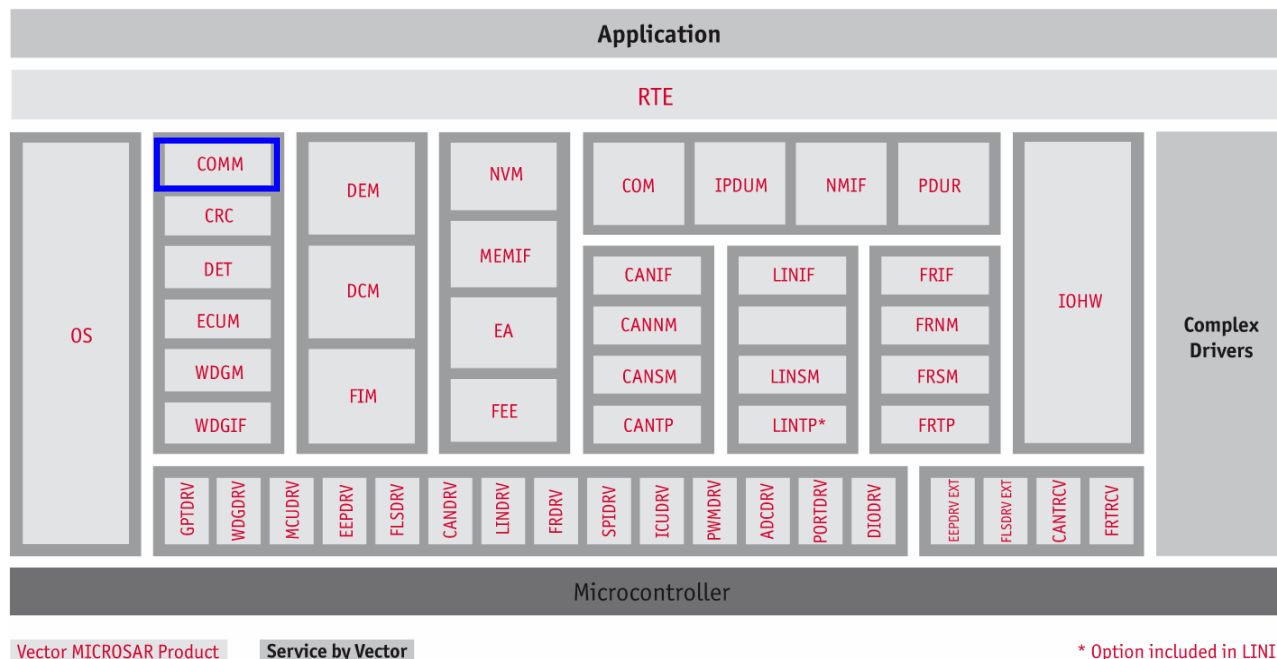 Application
RTE
OS
COMM
CRC
DET
ECUM
WDGM
WDGIF
DEM
DCM
FIM
NVM
MEMIF
EA
FEE
COM
IPDUM
NMIF
PDUR
CANIF
CANNM
CANSM
CANTP
LINIF
LINSM
LINTP*
FRIF
FRNM
FRSM
FRTP
IOHW
Complex
Drivers
GPTDRV
WDGDRV
MCUDRV
EEPDRV
FLSDRV
CANDRV
LINDRV
FRDRV
SPIDRV
ICUDRV
PWMDRV
ADCDRV
PORTDRV
DIODRV
EEPDRV EXT
FLSDRV EXT
CANTRCV
FRTRCV
Microcontroller
Vector MICROSAR Product
Service by Vector
* Option included in LINI